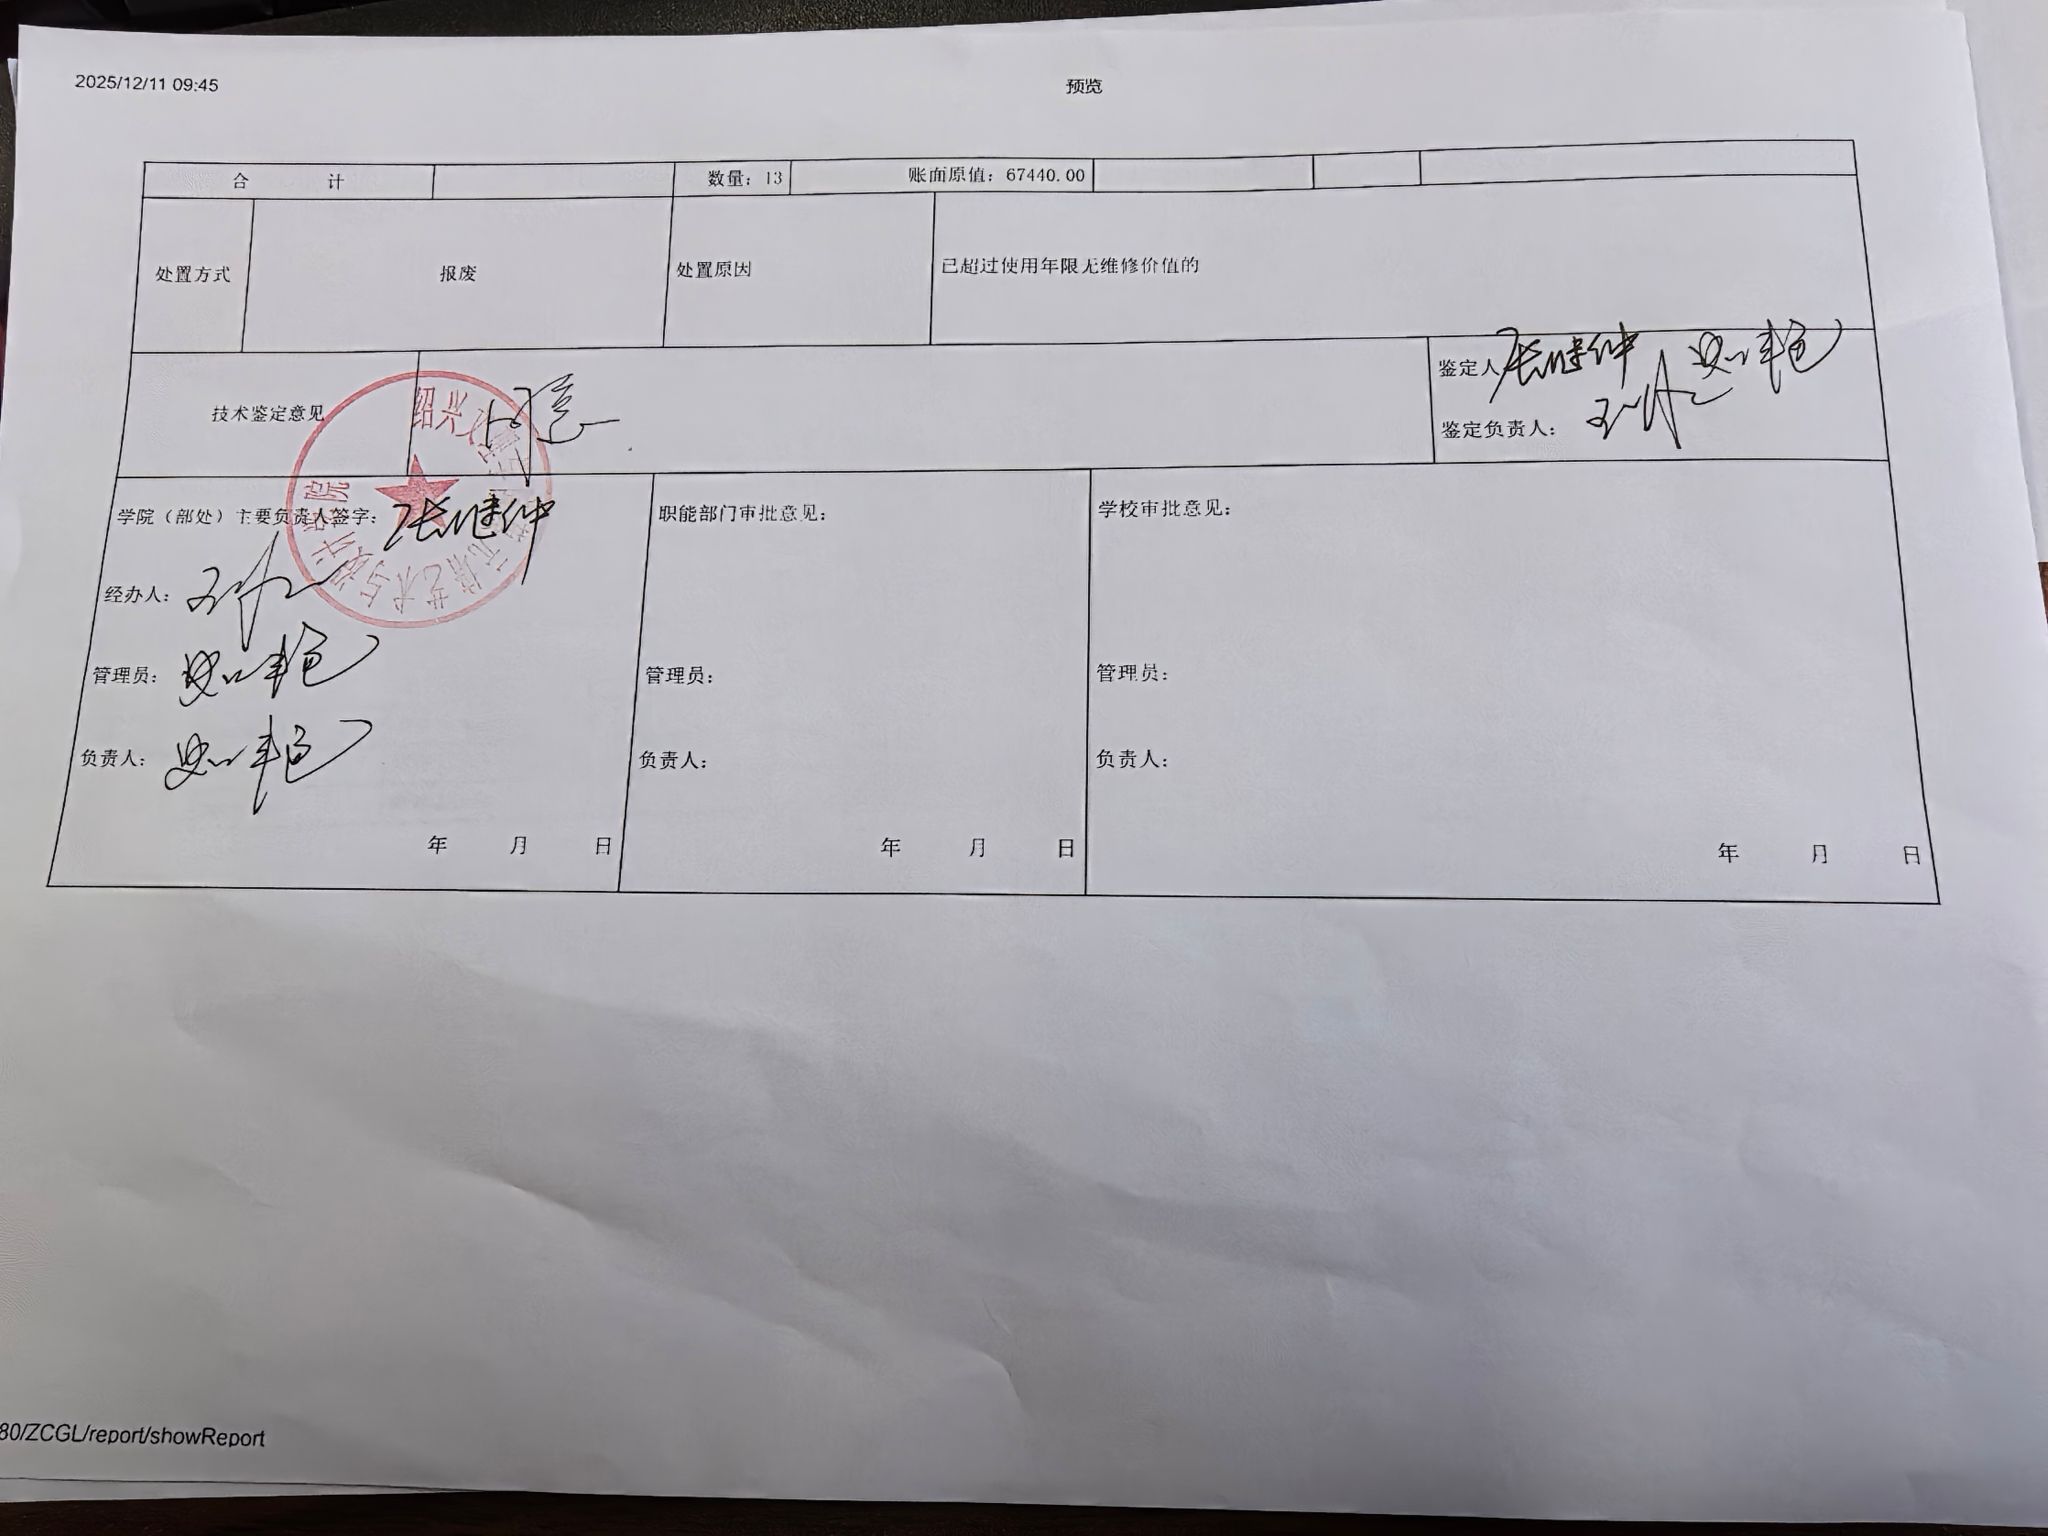 2025/12/11 09:45
预览
合 计 数量：13 账面原值：67440.00
处置方式 报废 处置原因 已超过使用年限无维修价值的
技术鉴定意见 同意
鉴定人
鉴定负责人：
学院（部处）主要负责人签字： 张继仲
职能部门审批意见：
学校审批意见：
经办人：
管理员： 管理员： 管理员：
负责人： 负责人： 负责人：
年 月 日 年 月 日 年 月 日
80/ZCGL/report/showReport